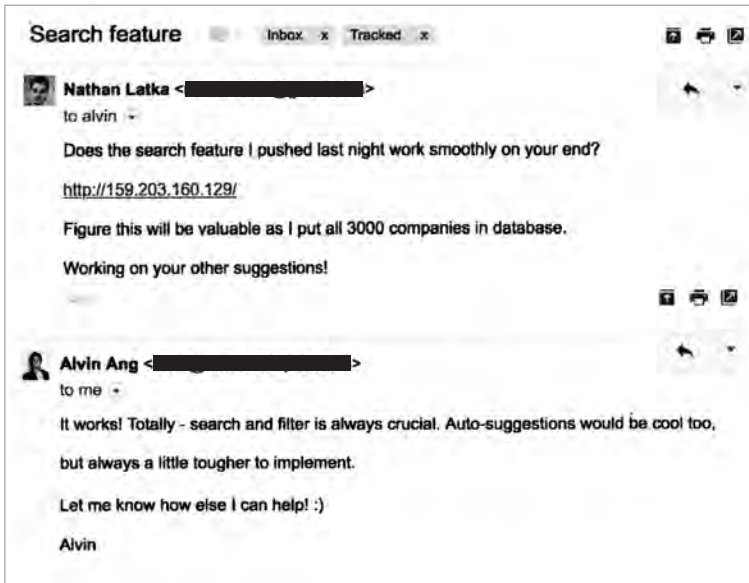 Search feature Inbox x Tracked x
Nathan Latka < >
to alvin
Does the search feature I pushed last night work smoothly on your end?
http://159.203.160.129/
Figure this will be valuable as I put all 3000 companies in database.
Working on your other suggestions!
Alvin Ang < >
to me
It works! Totally - search and filter is always crucial. Auto-suggestions would be cool too,
but always a little tougher to implement.
Let me know how else I can help! :)
Alvin